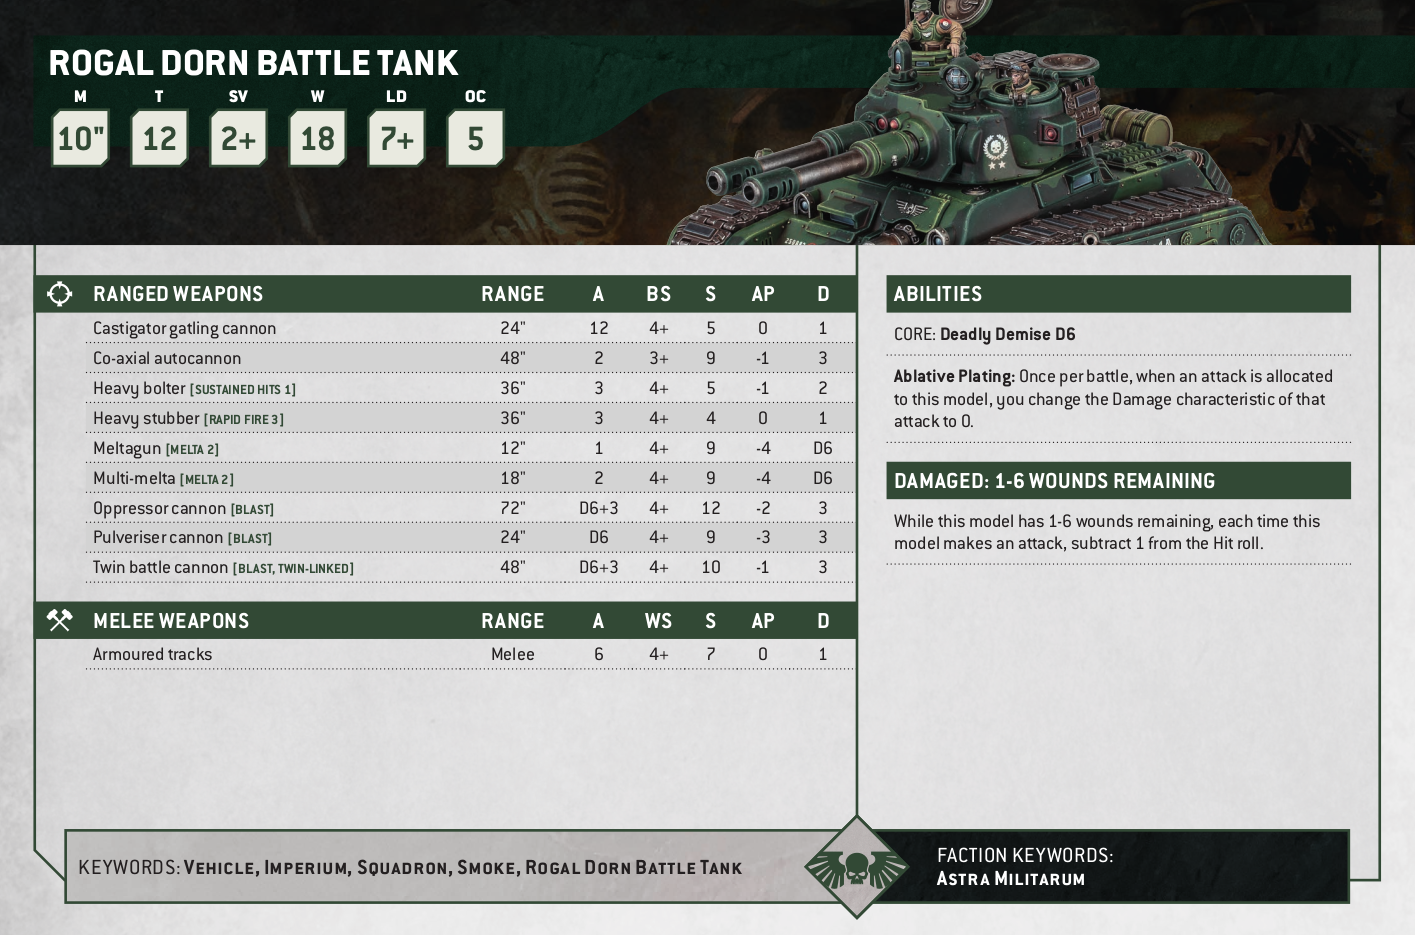 ROGAL DORN BATTLE TANK
M T SV W LD OC
10" 12 2+ 18 7+ 5
RANGED WEAPONS RANGE A BS S AP D
Castigator gatling cannon 24" 12 4+ 5 0 1
Co-axial autocannon 48" 2 3+ 9 -1 3
Heavy bolter [SUSTAINED HITS 1] 36" 3 4+ 5 -1 2
Heavy stubber [RAPID FIRE 3] 36" 3 4+ 4 0 1
Meltagun [MELTA 2] 12" 1 4+ 9 -4 D6
Multi-melta [MELTA 2] 18" 2 4+ 9 -4 D6
Oppressor cannon [BLAST] 72" D6+3 4+ 12 -2 3
Pulveriser cannon [BLAST] 24" D6 4+ 9 -3 3
Twin battle cannon [BLAST, TWIN-LINKED] 48" D6+3 4+ 10 -1 3
MELEE WEAPONS RANGE A WS S AP D
Armoured tracks Melee 6 4+ 7 0 1
ABILITIES
CORE: Deadly Demise D6
Ablative Plating: Once per battle, when an attack is allocated
to this model, you change the Damage characteristic of that
attack to 0.
DAMAGED: 1-6 WOUNDS REMAINING
While this model has 1-6 wounds remaining, each time this
model makes an attack, subtract 1 from the Hit roll.
KEYWORDS: VEHICLE, IMPERIUM, SQUADRON, SMOKE, ROGAL DORN BATTLE TANK
FACTION KEYWORDS:
ASTRA MILITARUM